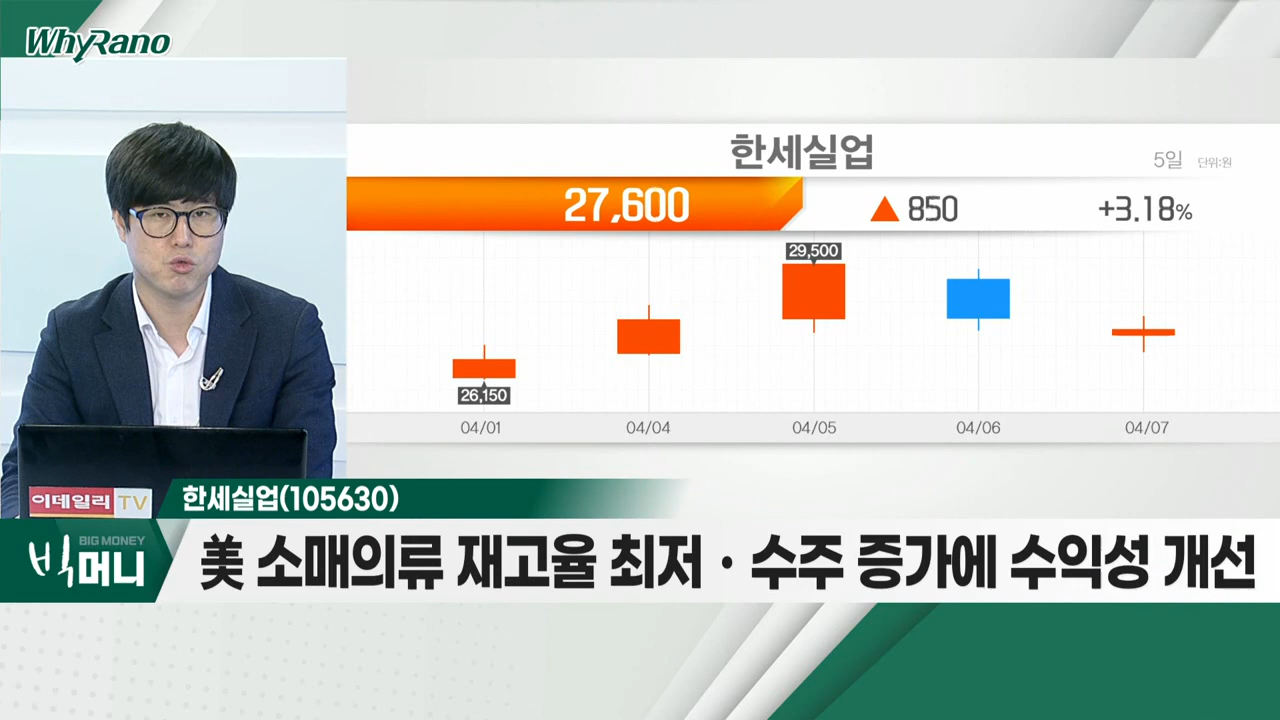 WhyRano
한세실업
5일 단위:원
27,600 ▲ 850 +3.18%
29,500
26,150
04/01 04/04 04/05 04/06 04/07
이데일리 TV
한세실업(105630)
BIG MONEY
빅머니
美 소매의류 재고율 최저·수주 증가에 수익성 개선